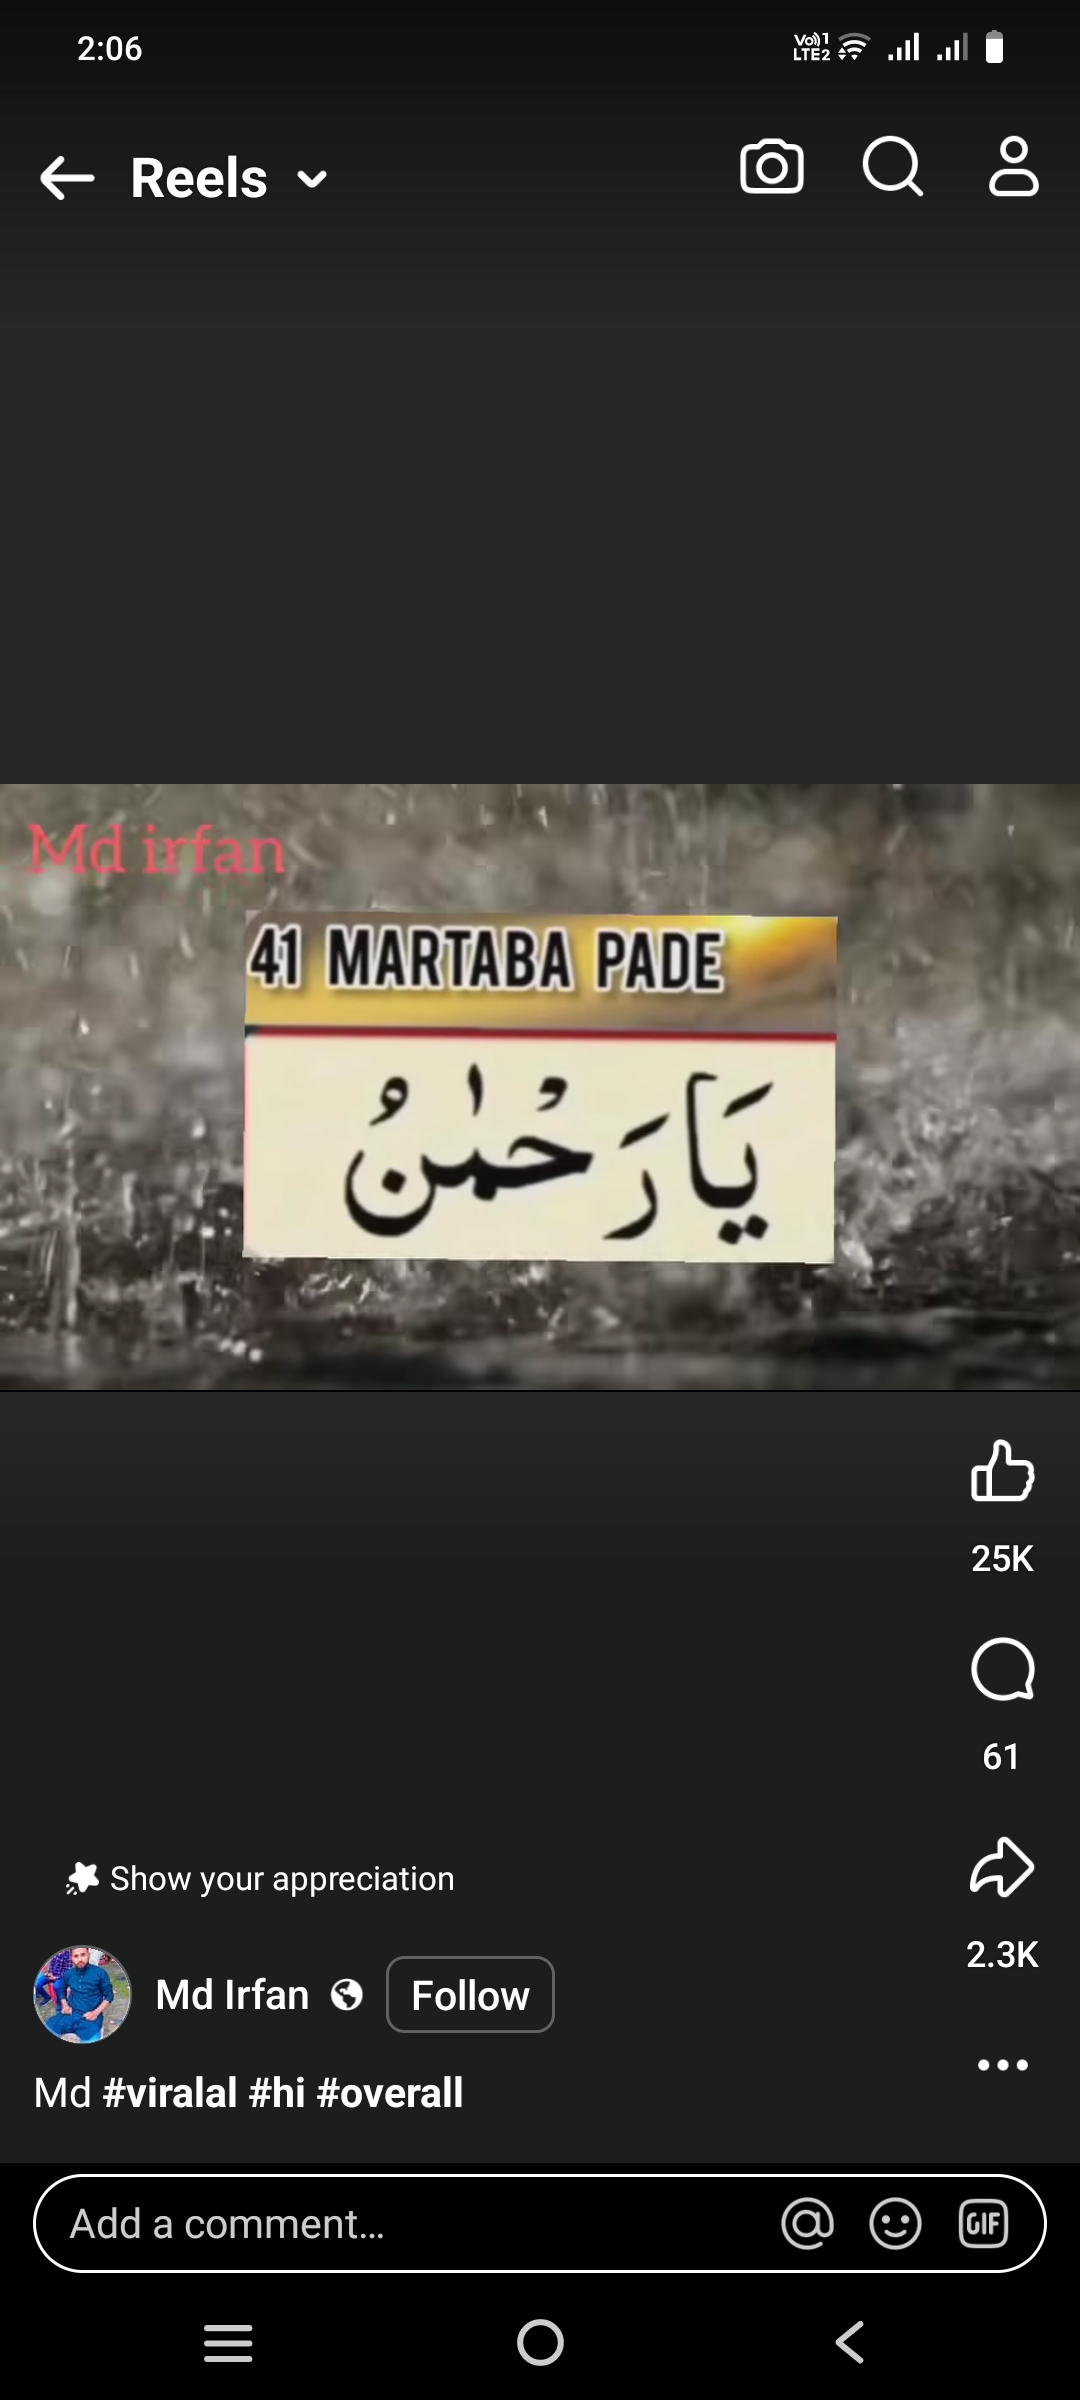 2:06
Vo)) 1
LTE2
Reels
Md irfan
41 MARTABA PADE
يَا رَحْمٰنُ
25K
61
2.3K
Show your appreciation
Md Irfan
Follow
Md #viralal #hi #overall
Add a comment...
GIF